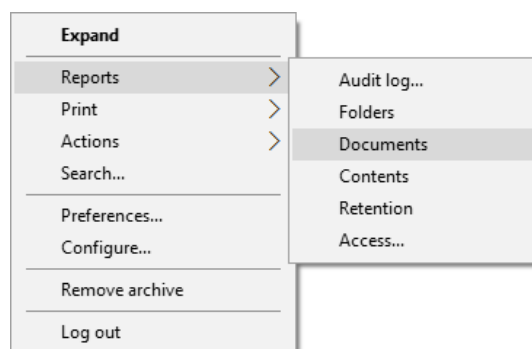 Expand
Reports
Print
Actions
Search...
Preferences...
Configure...
Remove archive
Log out
Audit log...
Folders
Documents
Contents
Retention
Access...